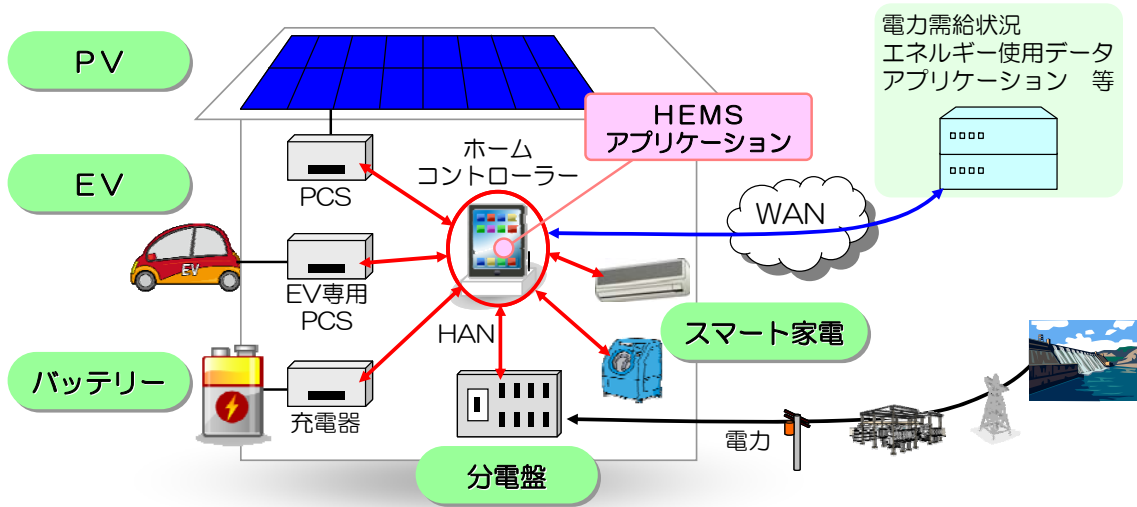 ＰＶ
ＥＶ
バッテリー
PCS
EV
EV専用
PCS
充電器
ホーム
コントローラー
ＨＥＭＳ
アプリケーション
HAN
分電盤
スマート家電
WAN
電力需給状況
エネルギー使用データ
アプリケーション　等
電力